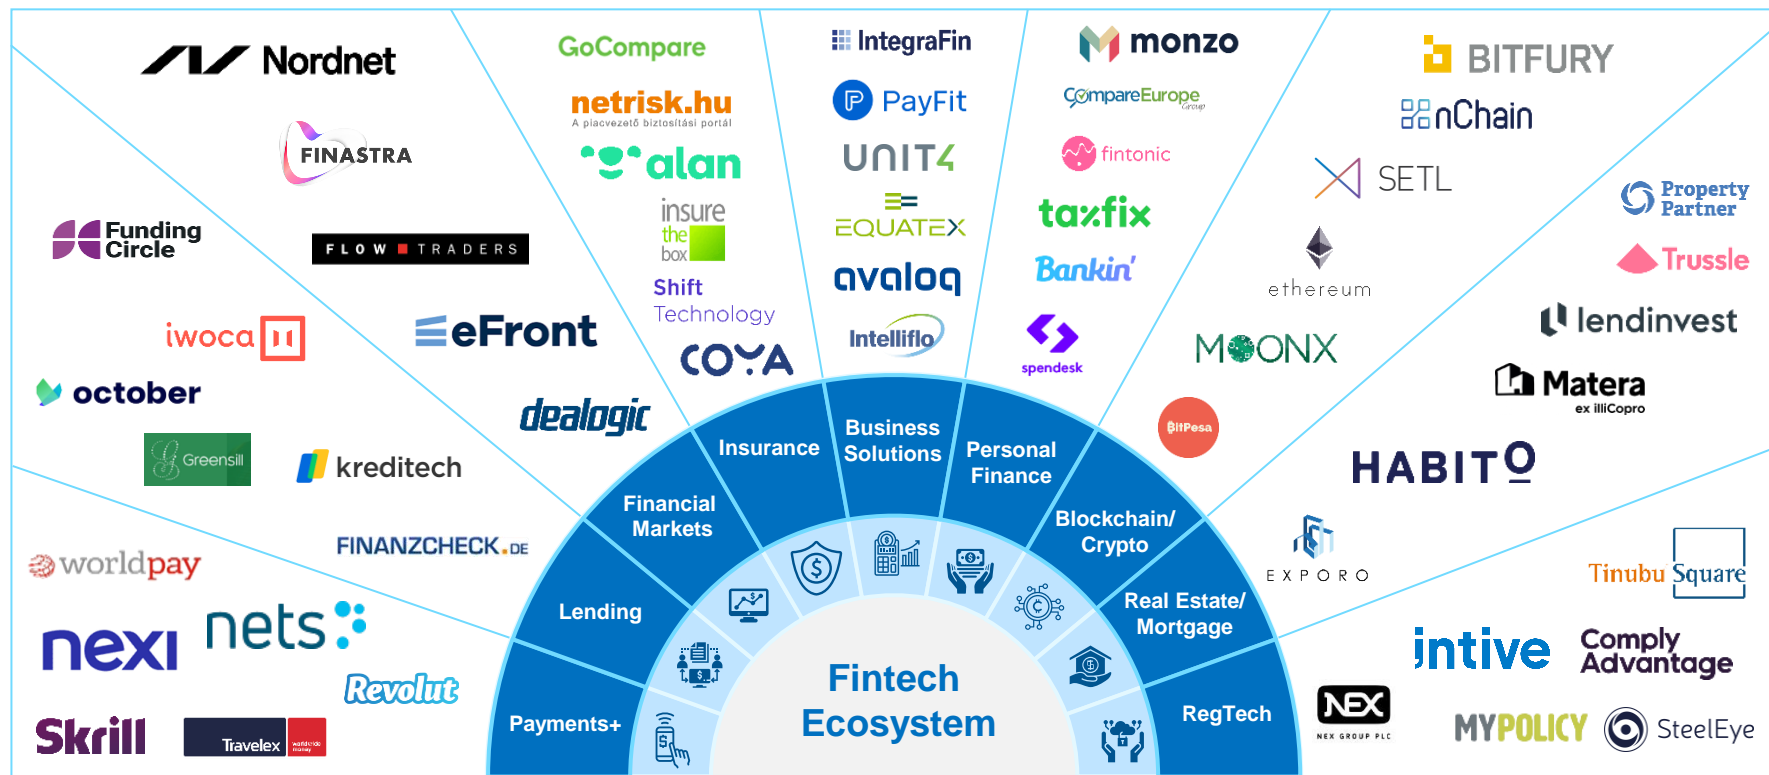 Nordnet
FINASTRA
FLOW TRADERS
eFront
dealogic
GoCompare
netrisk.hu
A piacvezető biztosítási portál
alan
insure
the
box
Shift
Technology
COYA
IntegraFin
PayFit
UNIT4
EQUATEX
avaloq
Intelliflo
monzo
CompareEurope
Group
fintonic
taxfix
Bankin'
spendesk
BITFURY
nChain
SETL
ethereum
MOONX
BitPesa
Property
Partner
Trussle
lendinvest
Matera
ex illiCopro
HABITO
EXPORO
Funding
Circle
iwoca
october
Greensill
kreditech
FINANZCHECK.DE
worldpay
nexi
nets
Revolut
Skrill
Travelex
worldwide
money
Tinubu Square
intive
Comply
Advantage
NEX
NEX GROUP PLC
MYPOLICY
SteelEye
Payments+
Lending
Financial
Markets
Insurance
Business
Solutions
Personal
Finance
Blockchain/
Crypto
Real Estate/
Mortgage
RegTech
Fintech
Ecosystem